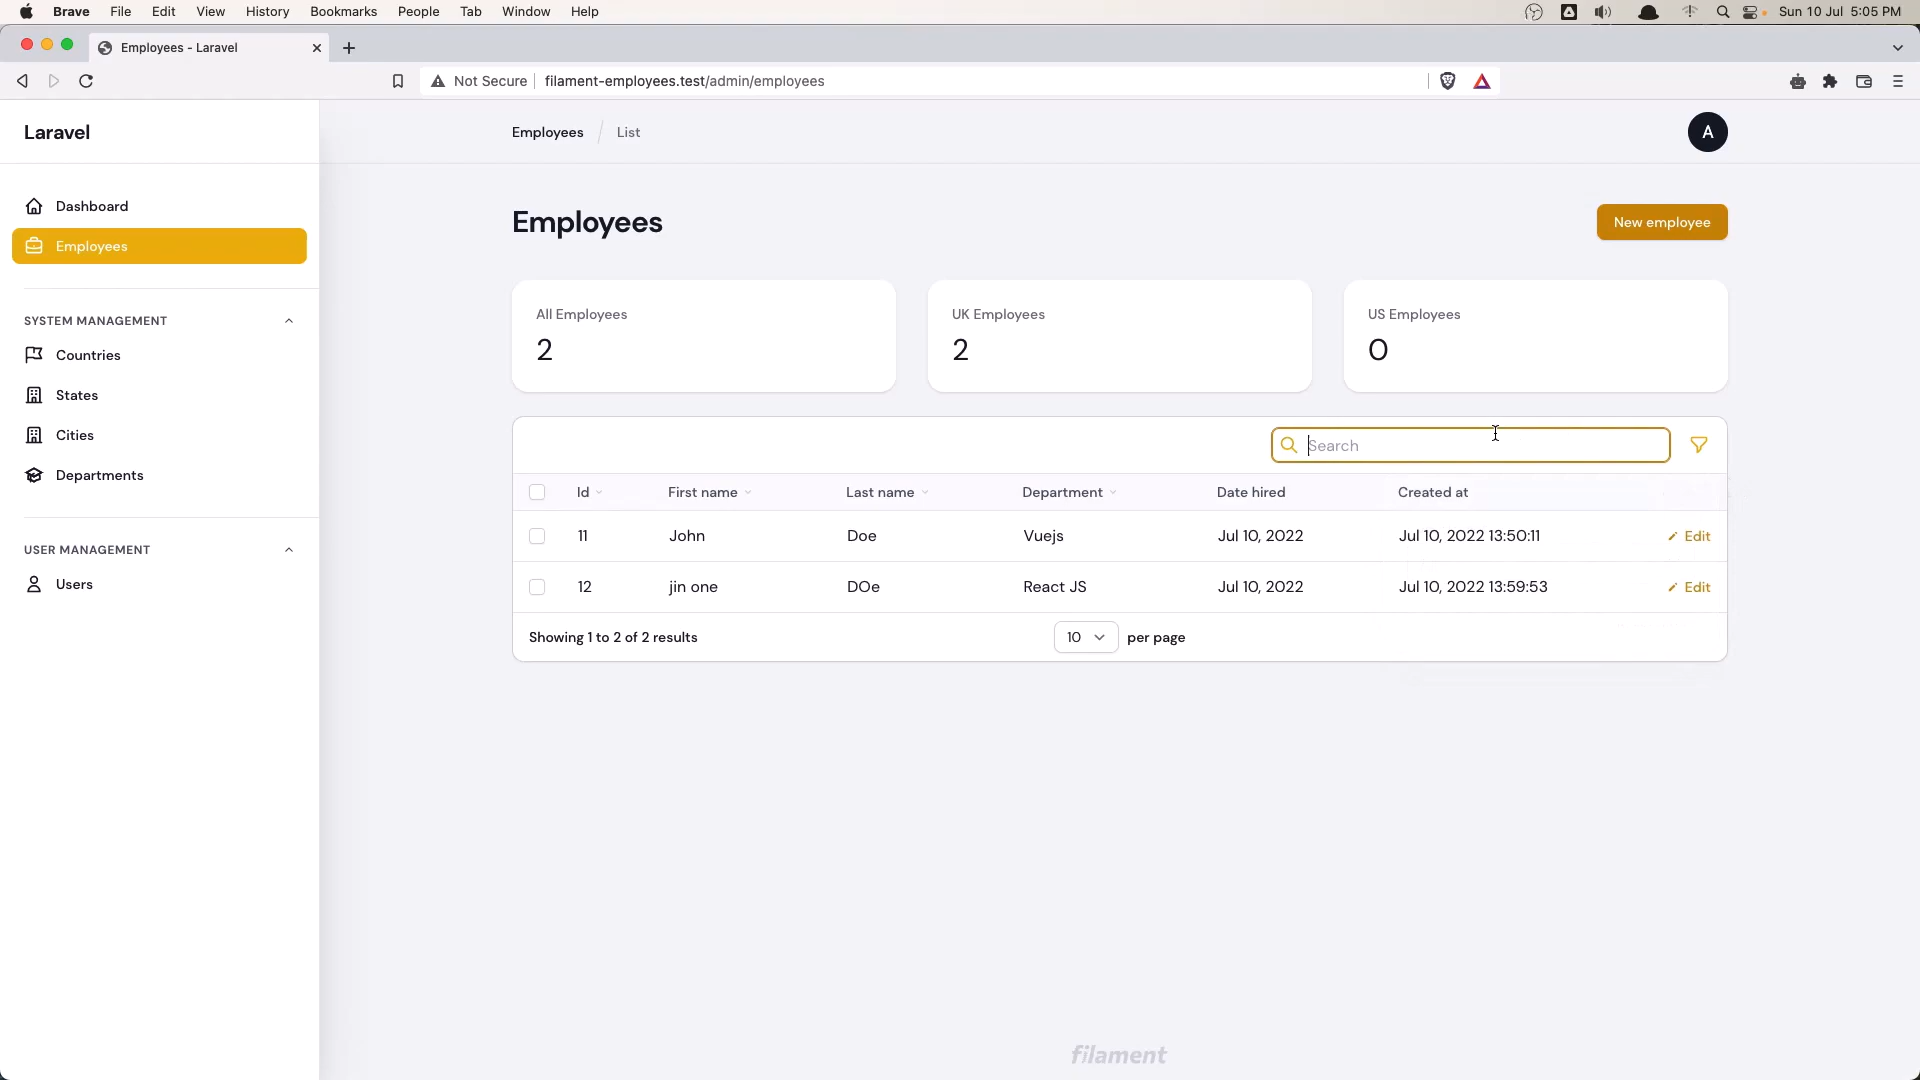 Brave File Edit View History Bookmarks People Tab Window Help Sun 10 Jul 5:05 PM
Employees - Laravel
Not Secure filament-employees.test/admin/employees
Laravel
Employees / List
A
Dashboard
Employees
SYSTEM MANAGEMENT
Countries
States
Cities
Departments
USER MANAGEMENT
Users
Employees
New employee
All Employees
2
UK Employees
2
US Employees
0
Search
Id First name Last name Department Date hired Created at
11 John Doe Vuejs Jul 10, 2022 Jul 10, 2022 13:50:11 Edit
12 jin one DOe React JS Jul 10, 2022 Jul 10, 2022 13:59:53 Edit
Showing 1 to 2 of 2 results 10 per page
filament